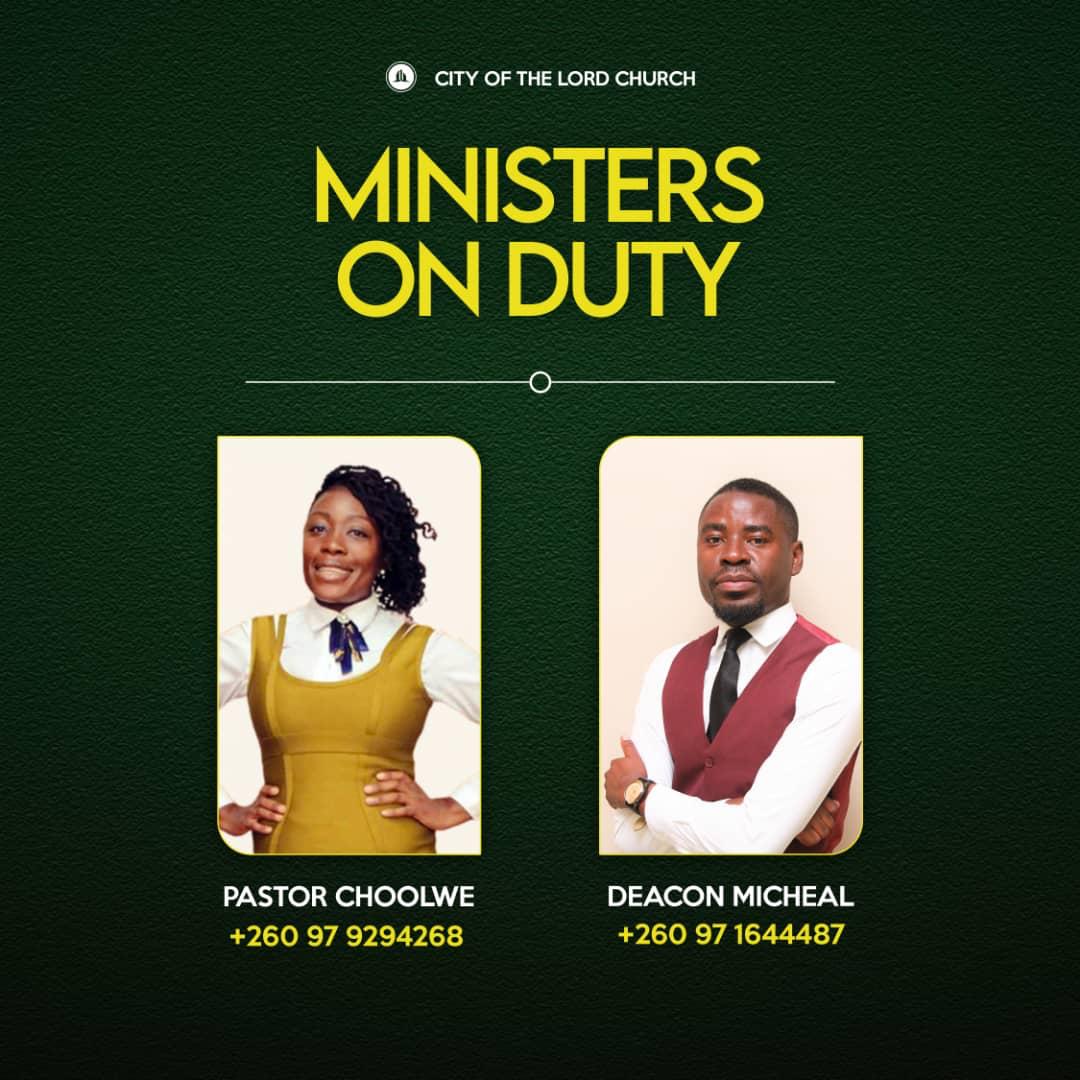 CITY OF THE LORD CHURCH
MINISTERS
ON DUTY
PASTOR CHOOLWE
+260 97 9294268
DEACON MICHEAL
+260 97 1644487